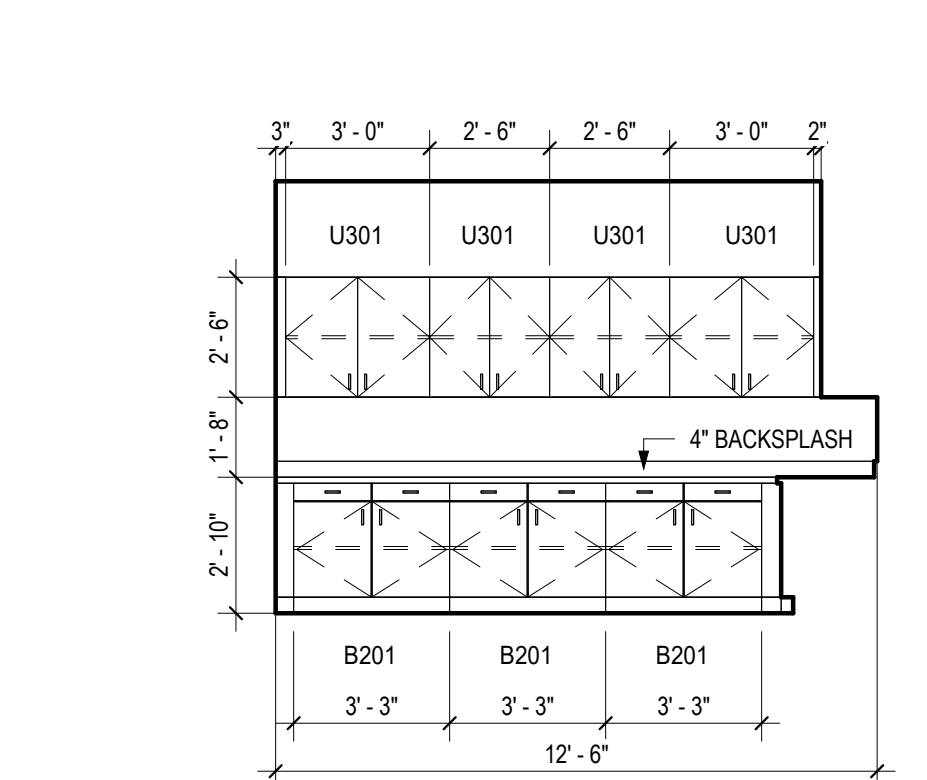 3" 3' - 0" 2' - 6" 2' - 6" 3' - 0" 2"
U301 U301 U301 U301
2' - 6"
1' - 8"
4" BACKSPLASH
2' - 10"
B201 B201 B201
3' - 3" 3' - 3" 3' - 3"
12' - 6"